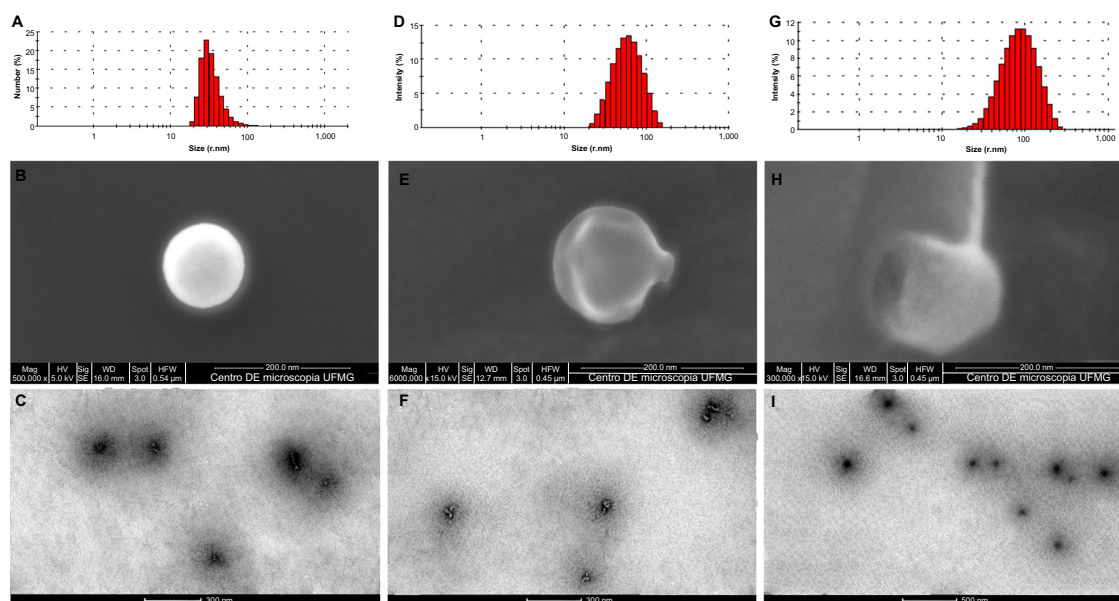 A
25
20
15
10
5
0
Number (%)
1 10 100 1,000
Size (r.nm)
D
15
10
5
0
Intensity (%)
1 10 100 1,000
Size (r.nm)
G
12
10
8
6
4
2
0
Intensity (%)
1 10 100 1,000
Size (r.nm)
B
Mag HV Sig WD Spot HFW 200.0 nm
500,000 x 5.0 kV SE 16.0 mm 3.0 0.54 µm Centro DE microscopia UFMG
E
Mag HV Sig WD Spot HFW 200.0 nm
6000,000 x 15.0 kV SE 12.7 mm 3.0 0.45 µm Centro DE microscopia UFMG
H
Mag HV Sig WD Spot HFW 200.0 nm
300,000 x 15.0 kV SE 16.6 mm 3.0 0.45 µm Centro DE microscopia UFMG
C
300 nm
F
300 nm
I
500 nm